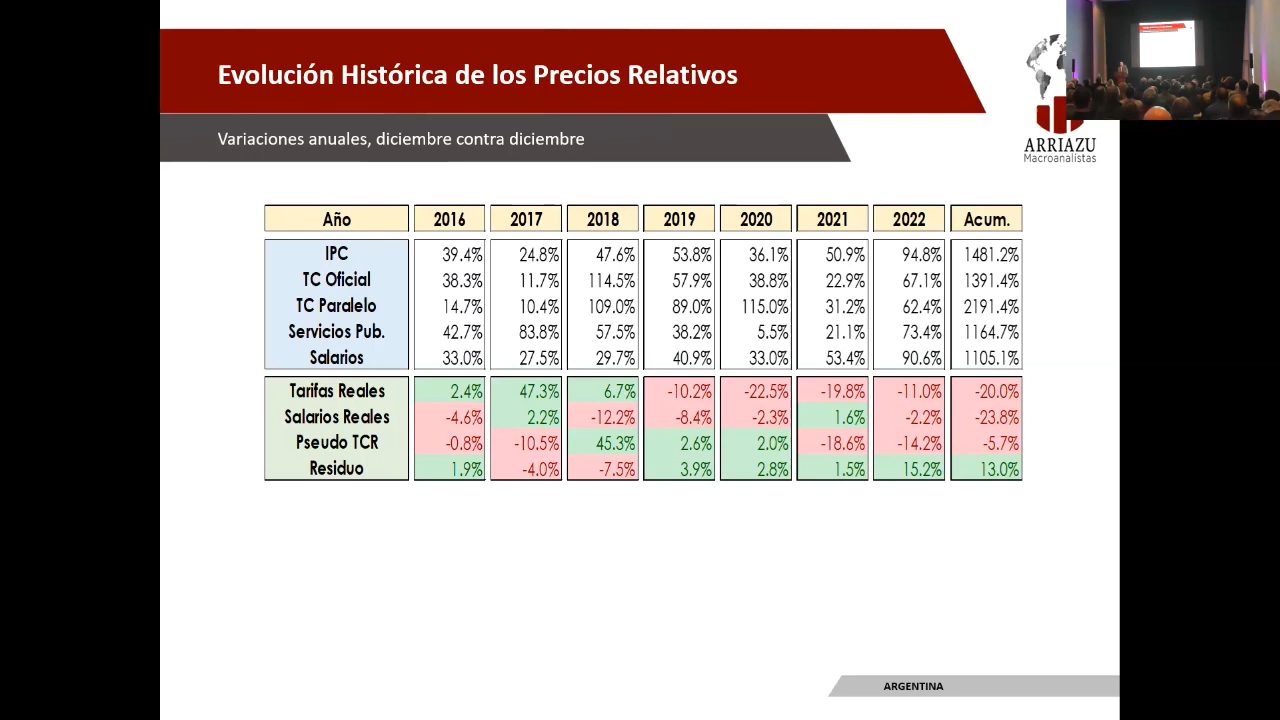 Evolución Histórica de los Precios Relativos
Variaciones anuales, diciembre contra diciembre
ARRIAZU
Macroanalistas
Año 2016 2017 2018 2019 2020 2021 2022 Acum.
IPC 39.4% 24.8% 47.6% 53.8% 36.1% 50.9% 94.8% 1481.2%
TC Oficial 38.3% 11.7% 114.5% 57.9% 38.8% 22.9% 67.1% 1391.4%
TC Paralelo 14.7% 10.4% 109.0% 89.0% 115.0% 31.2% 62.4% 2191.4%
Servicios Pub. 42.7% 83.8% 57.5% 38.2% 5.5% 21.1% 73.4% 1164.7%
Salarios 33.0% 27.5% 29.7% 40.9% 33.0% 53.4% 90.6% 1105.1%
Tarifas Reales 2.4% 47.3% 6.7% -10.2% -22.5% -19.8% -11.0% -20.0%
Salarios Reales -4.6% 2.2% -12.2% -8.4% -2.3% 1.6% -2.2% -23.8%
Pseudo TCR -0.8% -10.5% 45.3% 2.6% 2.0% -18.6% -14.2% -5.7%
Residuo 1.9% -4.0% -7.5% 3.9% 2.8% 1.5% 15.2% 13.0%
ARGENTINA